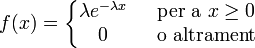 f(x) = { λe^{-λx} per a x ≥ 0
0 o altrament